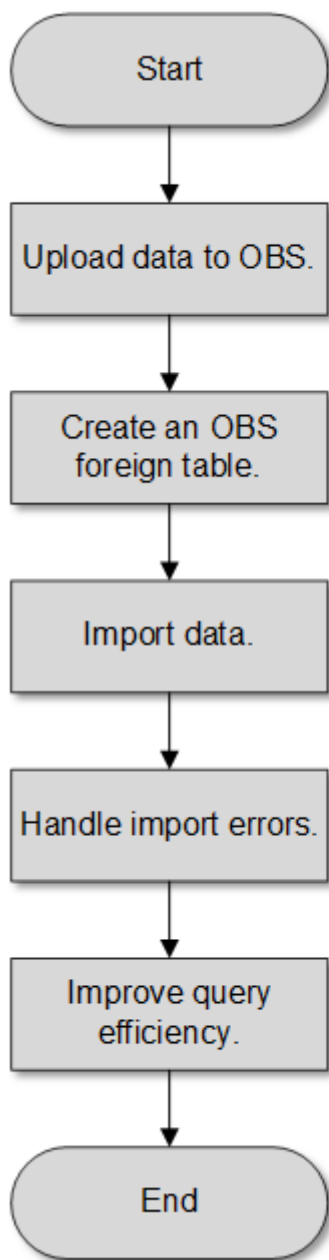 Start
Upload data to OBS.
Create an OBS
foreign table.
Import data.
Handle import errors.
Improve query
efficiency.
End